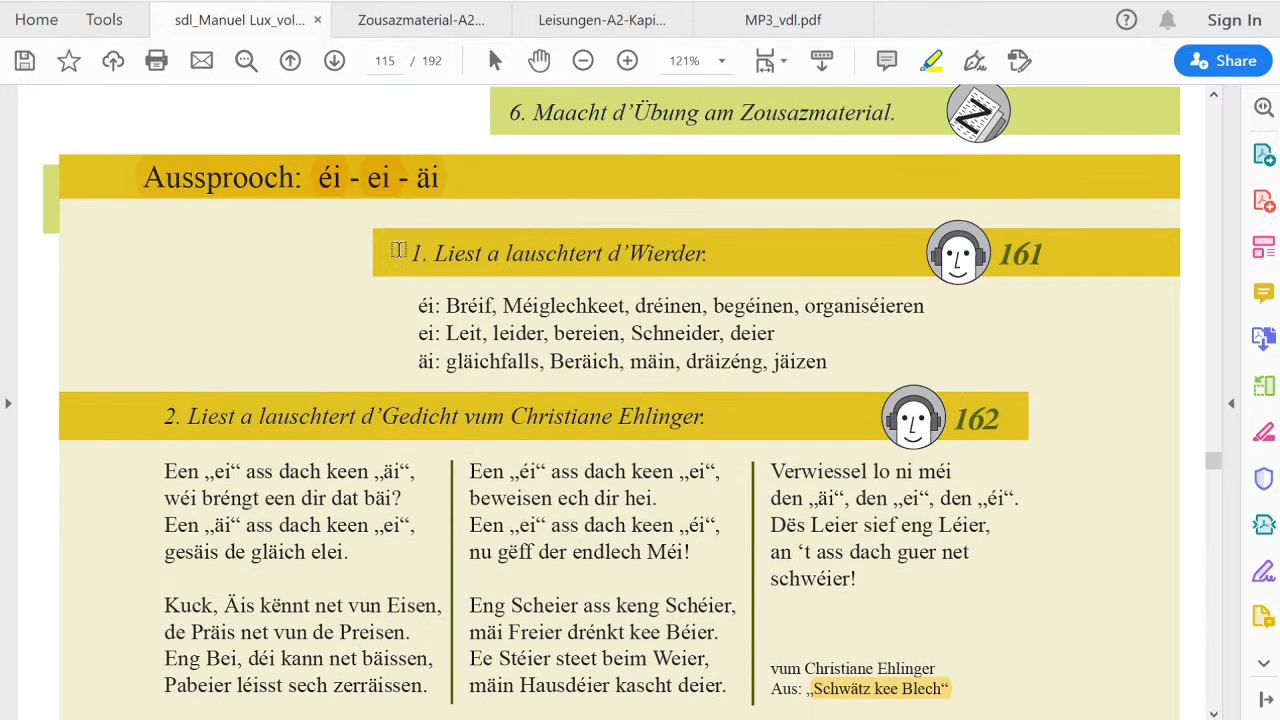 Home
Tools
sdl_Manuel Lux_vol...
×
Zousazmaterial-A2...
Leisungen-A2-Kapi...
MP3_vdl.pdf
?
Sign In
115 / 192
121%
Share
6. Maacht d’Übung am Zousazmaterial.
Aussprooch: éi - ei - äi
1. Liest a lauschtert d’Wierder.
161
éi: Bréif, Méiglechkeet, dréinen, begéinen, organiséieren
ei: Leit, leider, bereien, Schneider, deier
äi: gläichfalls, Beräich, mäin, dräizéng, jäizen
2. Liest a lauschtert d’Gedicht vum Christiane Ehlinger.
162
Een „ei“ ass dach keen „äi“,
wéi bréngt een dir dat bäi?
Een „äi“ ass dach keen „ei“,
gesäis de gläich elei.
Kuck, Äis kënnt net vun Eisen,
de Präis net vun de Preisen.
Eng Bei, déi kann net bäissen,
Pabeier léisst sech zerräissen.
Een „éi“ ass dach keen „ei“,
beweisen ech dir hei.
Een „ei“ ass dach keen „éi“,
nu gëff der endlech Méi!
Eng Scheier ass keng Schéier,
mäi Freier drénkt kee Béier.
Ee Stéier steet beim Weier,
mäin Hausdéier kascht deier.
Verwiessel lo ni méi
den „äi“, den „ei“, den „éi“.
Dës Leier sief eng Léier,
an ‘t ass dach guer net
schwéier!
vum Christiane Ehlinger
Aus: „Schwätz kee Blech“